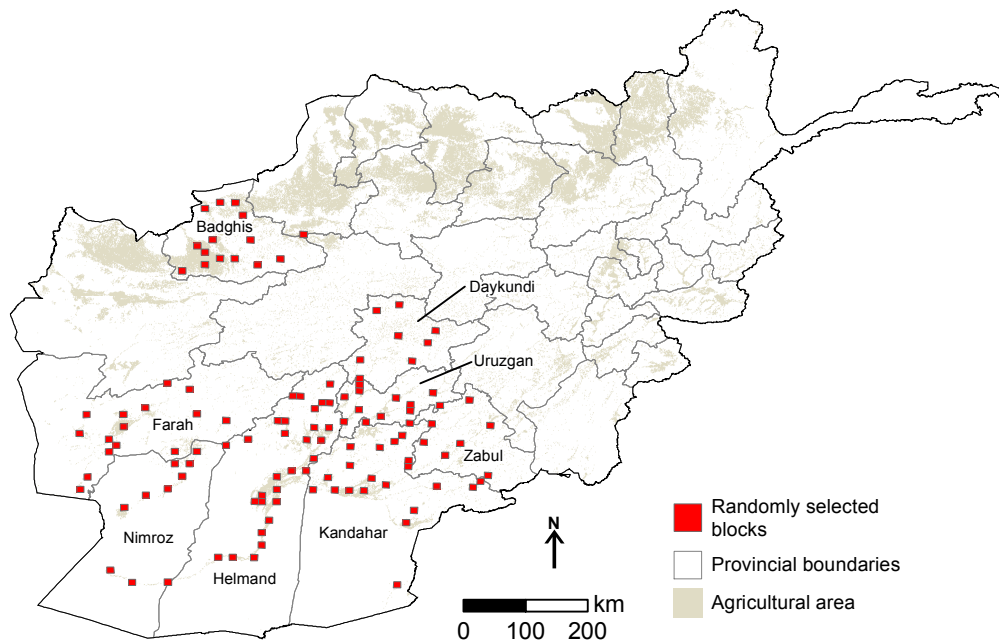 Badghis
Daykundi
Uruzgan
Farah
Zabul
Nimroz
Kandahar
Helmand
N
km
0 100 200
Randomly selected
blocks
Provincial boundaries
Agricultural area